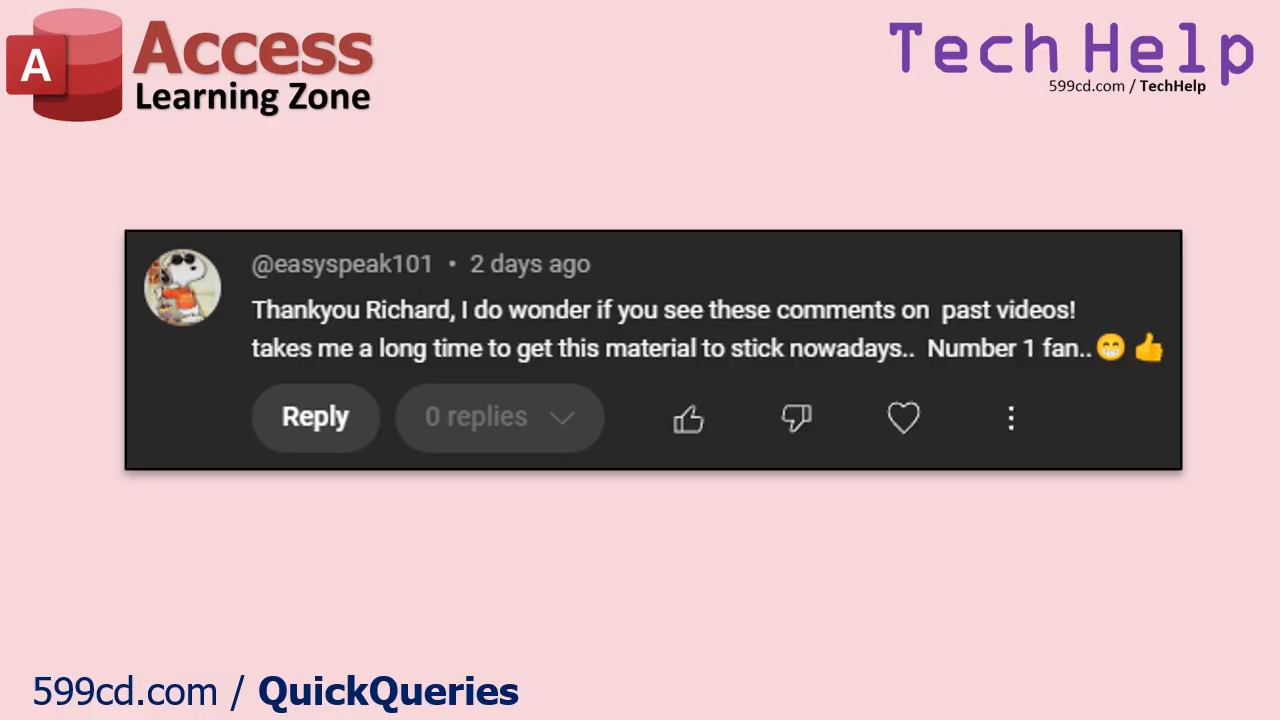 A
Access
Learning Zone
Tech Help
599cd.com / TechHelp
@easyspeak101 • 2 days ago
Thankyou Richard, I do wonder if you see these comments on past videos!
takes me a long time to get this material to stick nowadays.. Number 1 fan..😁👍
Reply
0 replies
599cd.com / QuickQueries